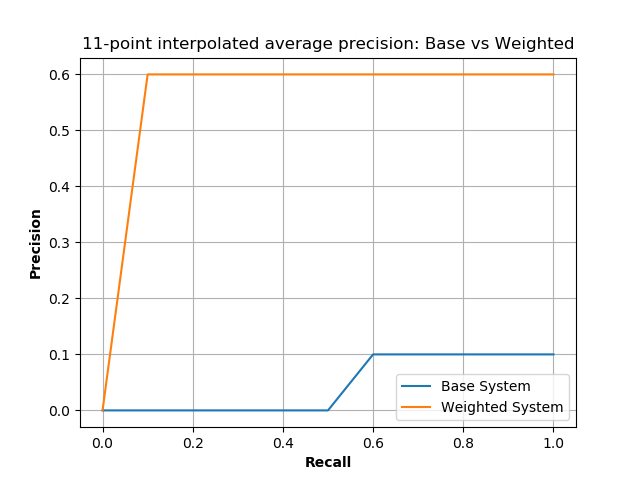 11-point interpolated average precision: Base vs Weighted
0.6
0.5
0.4
0.3
0.2
0.1
0.0
Precision
0.0 0.2 0.4 0.6 0.8 1.0
Recall
Base System
Weighted System